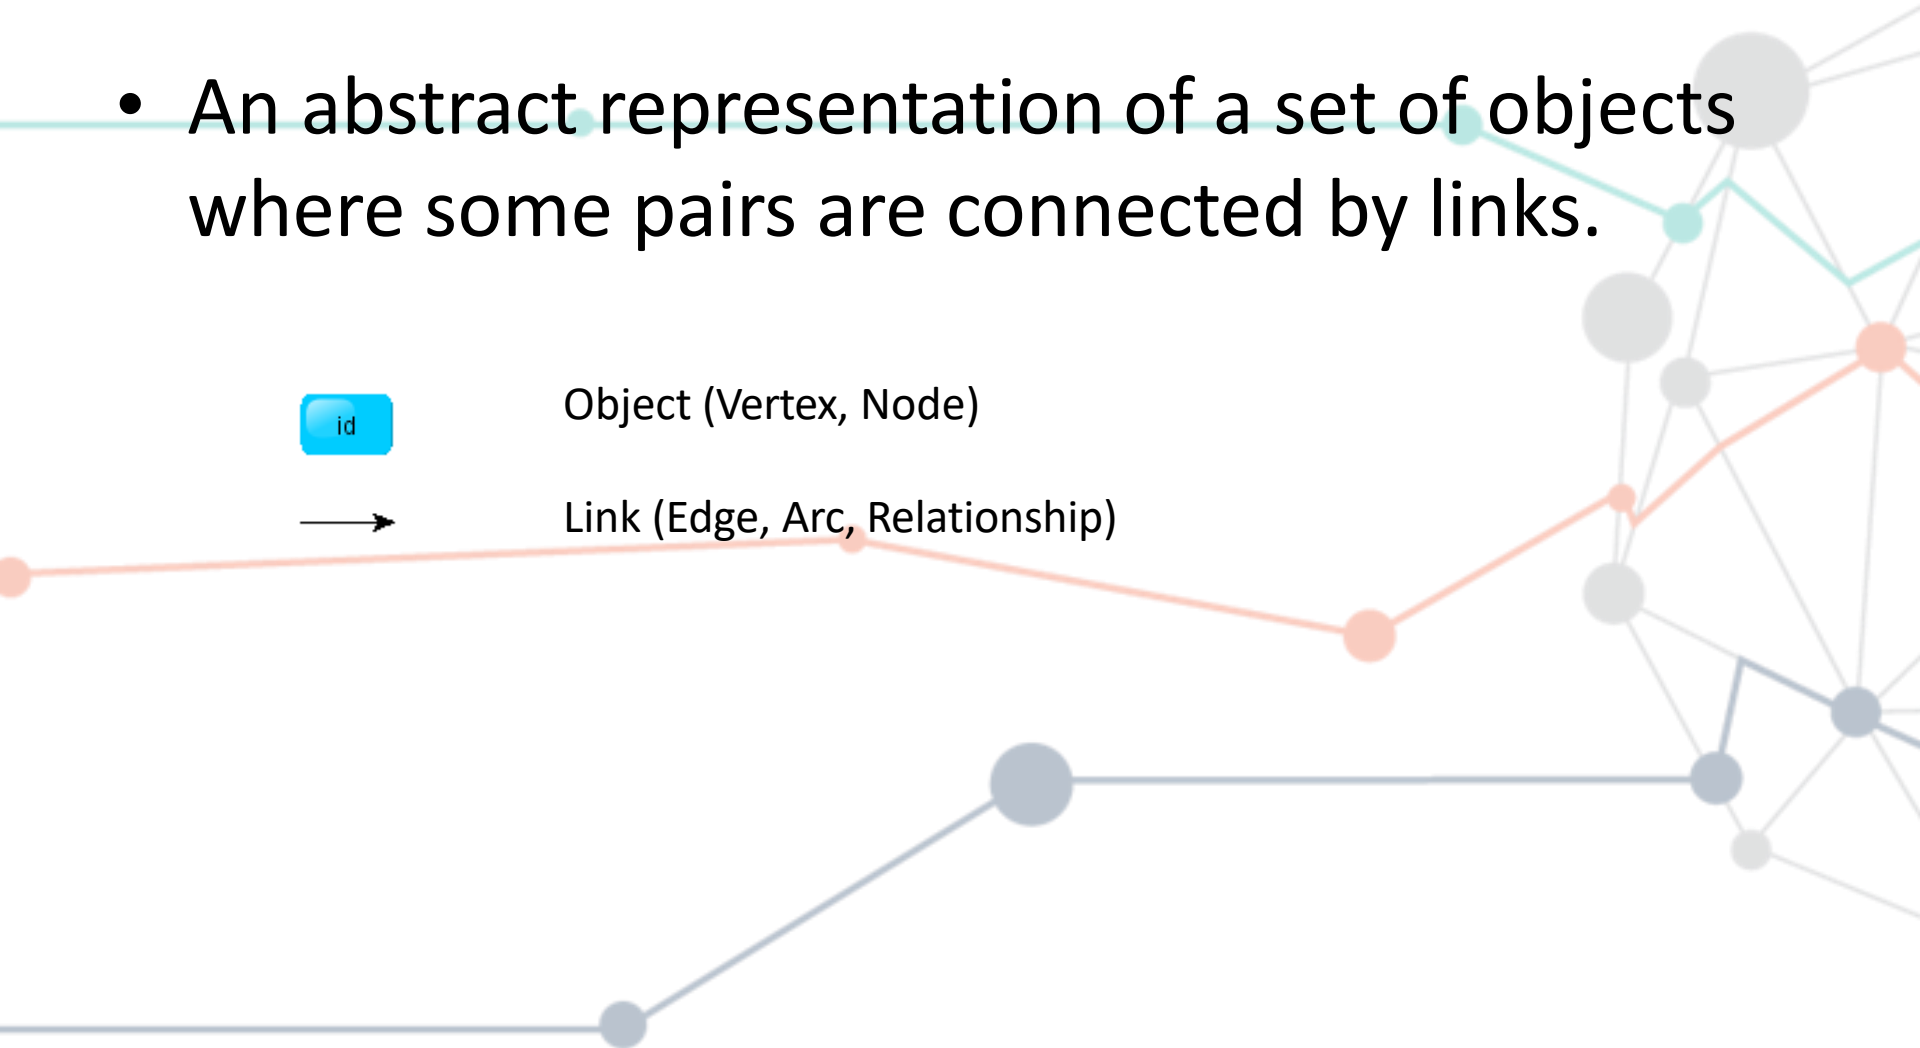 • An abstract representation of a set of objects
where some pairs are connected by links.
id
Object (Vertex, Node)
Link (Edge, Arc, Relationship)